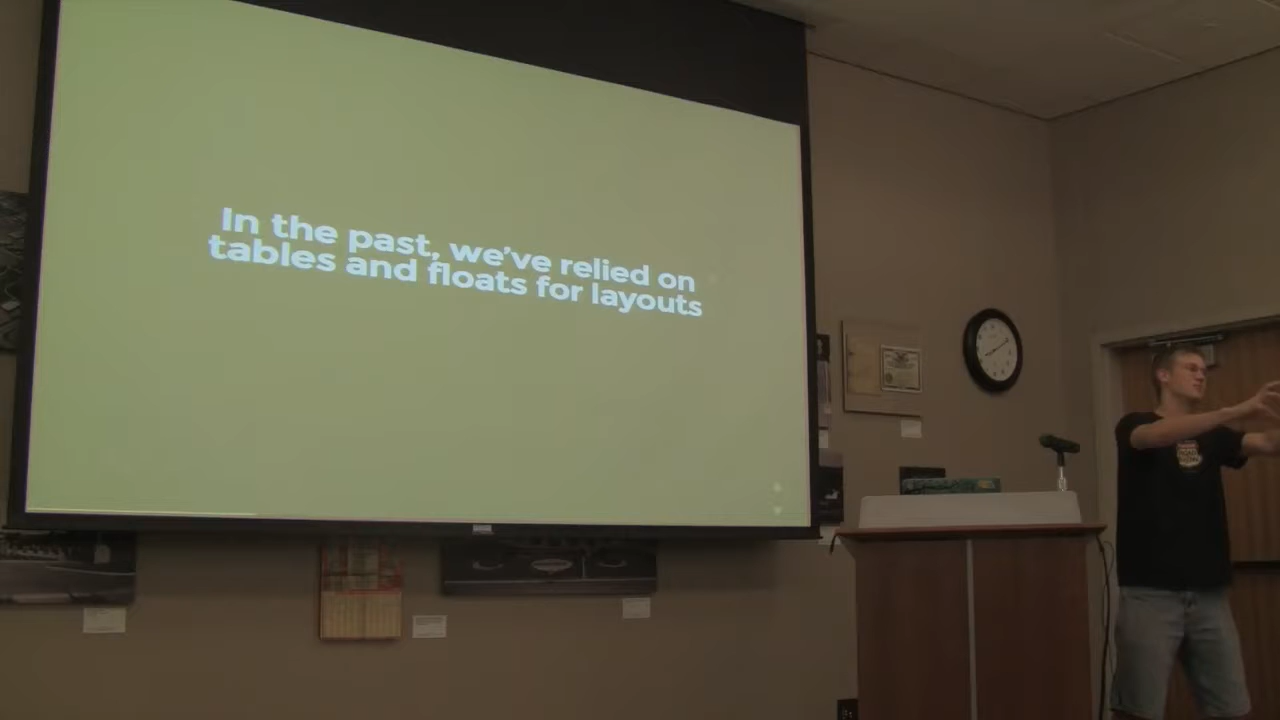 In the past, we've relied on
tables and floats for layouts